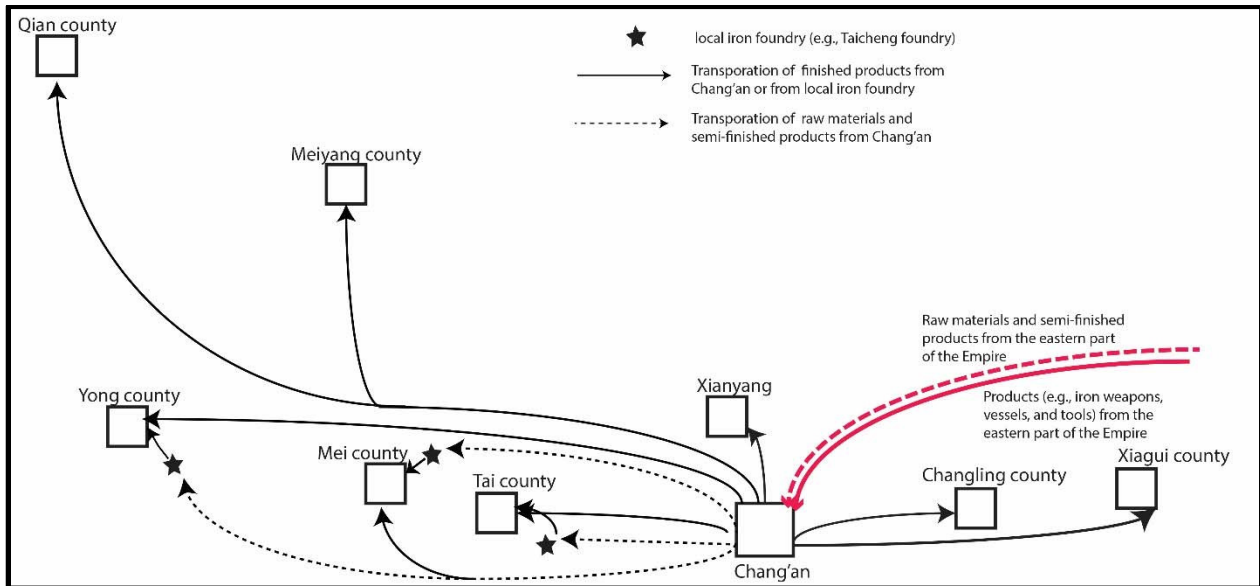 Qian county
local iron foundry (e.g., Taicheng foundry)
Transporation of finished products from
Chang'an or from local iron foundry
Transporation of raw materials and
semi-finished products from Chang'an
Meiyang county
Raw materials and semi-finished
products from the eastern part
of the Empire
Products (e.g., iron weapons,
vessels, and tools) from the
eastern part of the Empire
Yong county
Xianyang
Mei county
Tai county
Changling county
Xiagui county
Chang'an